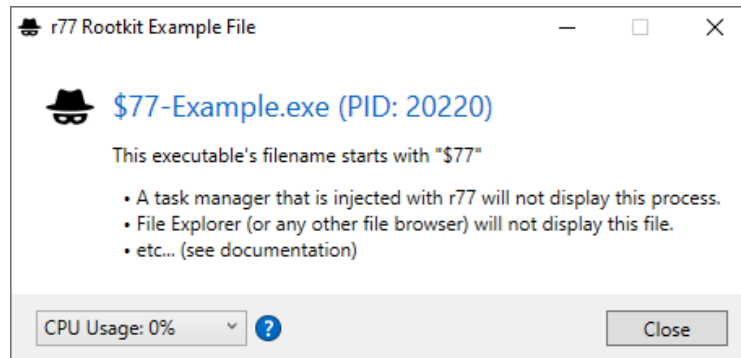 r77 Rootkit Example File
$77-Example.exe (PID: 20220)
This executable's filename starts with "$77"
• A task manager that is injected with r77 will not display this process.
• File Explorer (or any other file browser) will not display this file.
• etc... (see documentation)
CPU Usage: 0%
?
Close